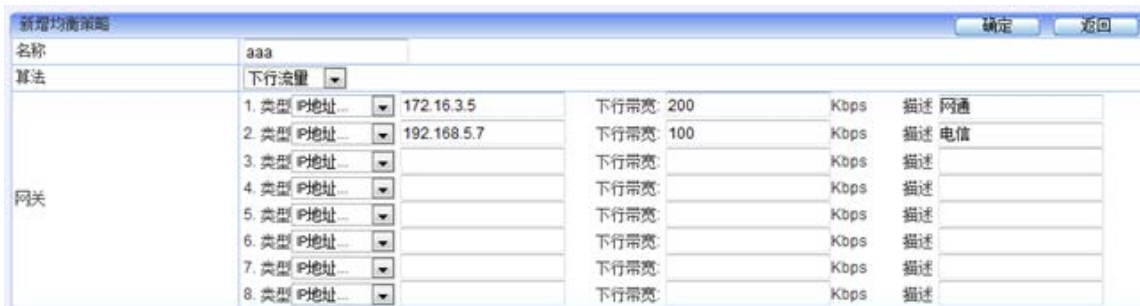 新增均衡策略 确定 返回
名称 aaa
算法 下行流量
1. 类型 IP地址... 172.16.3.5 下行带宽: 200 Kbps 描述 网通
2. 类型 IP地址... 192.168.5.7 下行带宽: 100 Kbps 描述 电信
3. 类型 IP地址... 下行带宽: Kbps 描述
4. 类型 IP地址... 下行带宽: Kbps 描述
网关
5. 类型 IP地址... 下行带宽: Kbps 描述
6. 类型 IP地址... 下行带宽: Kbps 描述
7. 类型 IP地址... 下行带宽: Kbps 描述
8. 类型 IP地址... 下行带宽: Kbps 描述